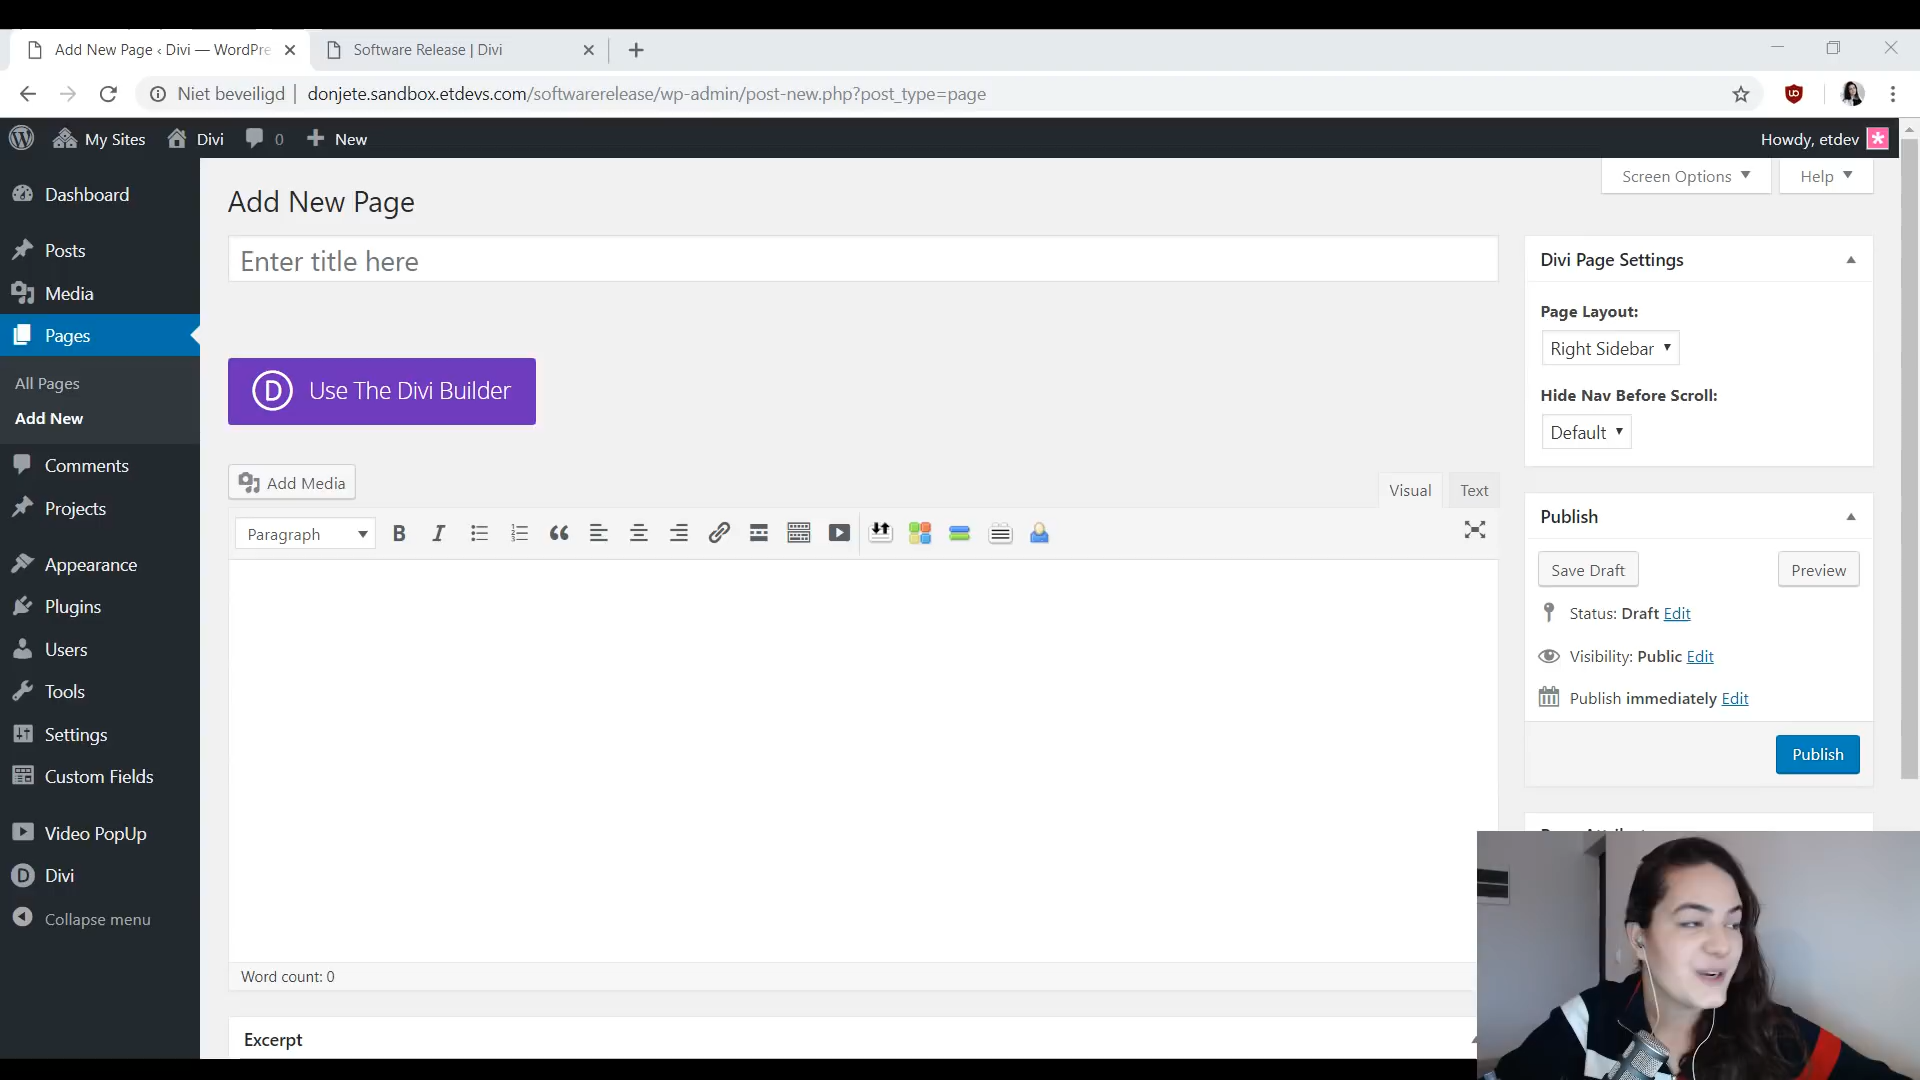 Add New Page ‹ Divi — WordPre
Software Release | Divi
Niet beveiligd
donjete.sandbox.etdevs.com/softwarerelease/wp-admin/post-new.php?post_type=page
My Sites
Divi
0
New
Howdy, etdev
Dashboard
Posts
Media
Pages
All Pages
Add New
Comments
Projects
Appearance
Plugins
Users
Tools
Settings
Custom Fields
Video PopUp
Divi
Collapse menu
Screen Options
Help
Add New Page
Enter title here
D Use The Divi Builder
Add Media
Visual
Text
Paragraph
B I
Word count: 0
Excerpt
Divi Page Settings
Page Layout:
Right Sidebar
Hide Nav Before Scroll:
Default
Publish
Save Draft
Preview
Status: Draft Edit
Visibility: Public Edit
Publish immediately Edit
Publish